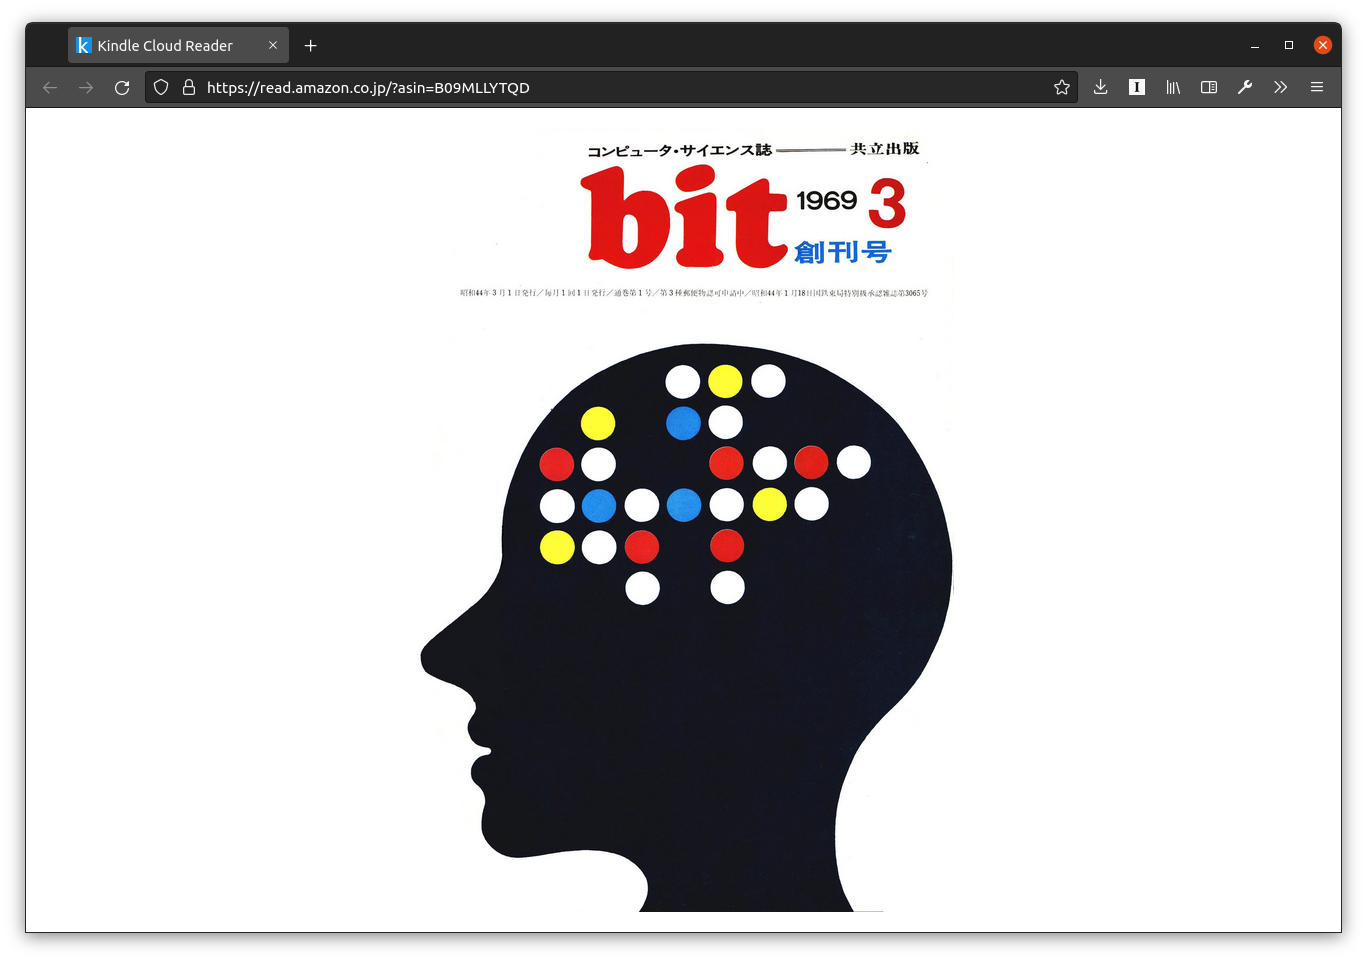 Kindle Cloud Reader
https://read.amazon.co.jp/?asin=B09MLLYTQD
コンピュータ・サイエンス誌 ——— 共立出版
bit 1969 3
創刊号
昭和44年3月1日発行／毎月1回1日発行／通巻第1号／第3種郵便物認可申請中／昭和44年1月18日国鉄東局特別級承認雑誌第3065号